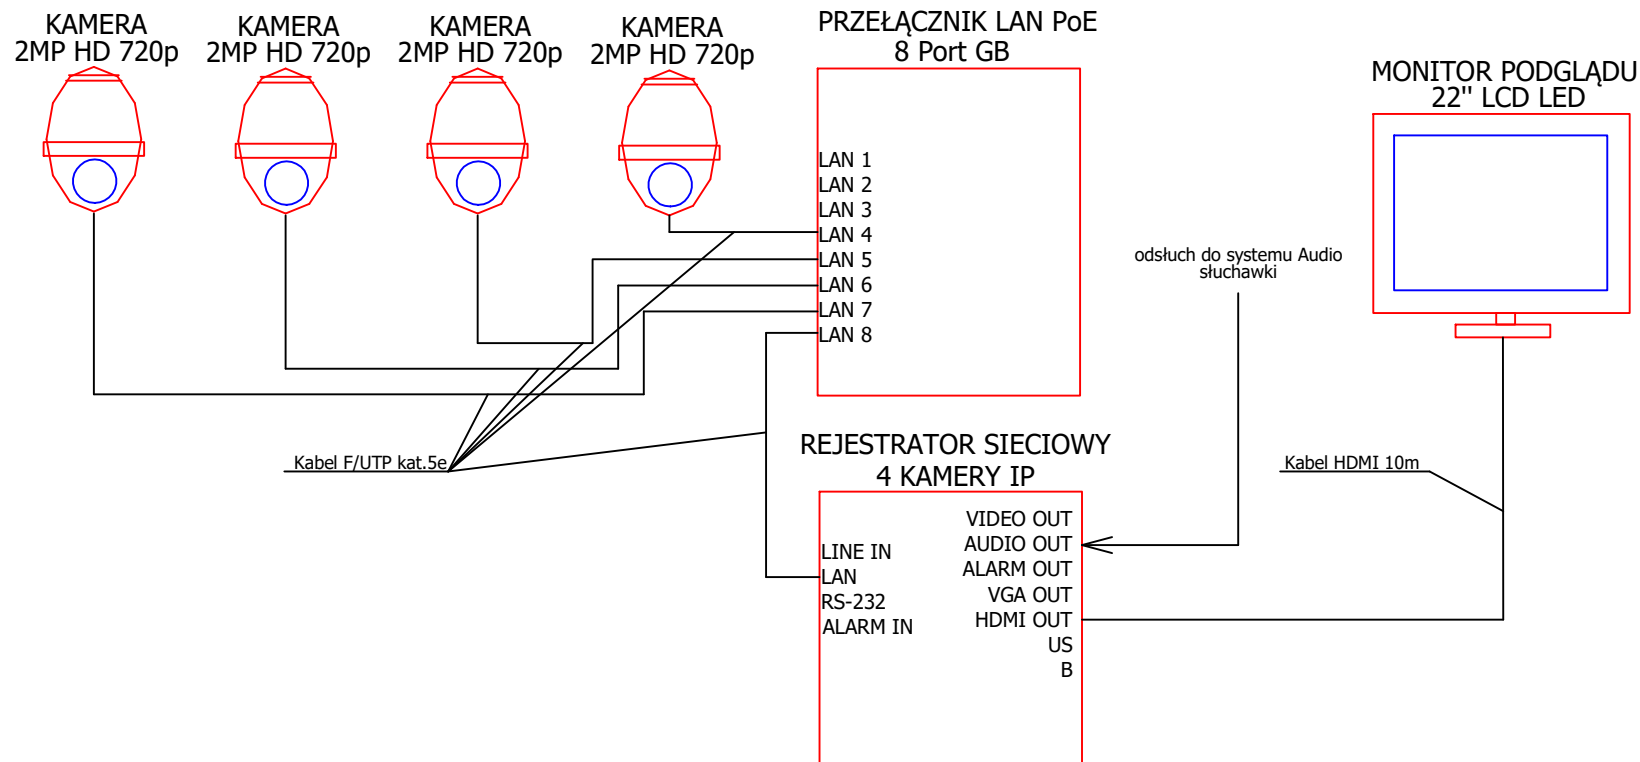 KAMERA
2MP HD 720p
KAMERA
2MP HD 720p
KAMERA
2MP HD 720p
KAMERA
2MP HD 720p
PRZEŁĄCZNIK LAN PoE
8 Port GB
LAN 1
LAN 2
LAN 3
LAN 4
LAN 5
LAN 6
LAN 7
LAN 8
MONITOR PODGLĄDU
22" LCD LED
odsłuch do systemu Audio
słuchawki
Kabel F/UTP kat.5e
Kabel HDMI 10m
REJESTRATOR SIECIOWY
4 KAMERY IP
LINE IN
LAN
RS-232
ALARM IN
VIDEO OUT
AUDIO OUT
ALARM OUT
VGA OUT
HDMI OUT
US
B